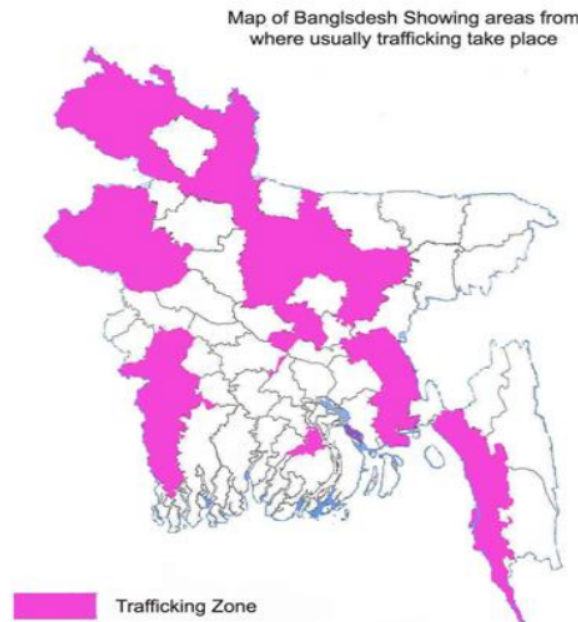 Map of Banglsdesh Showing areas from
where usually trafficking take place
Trafficking Zone